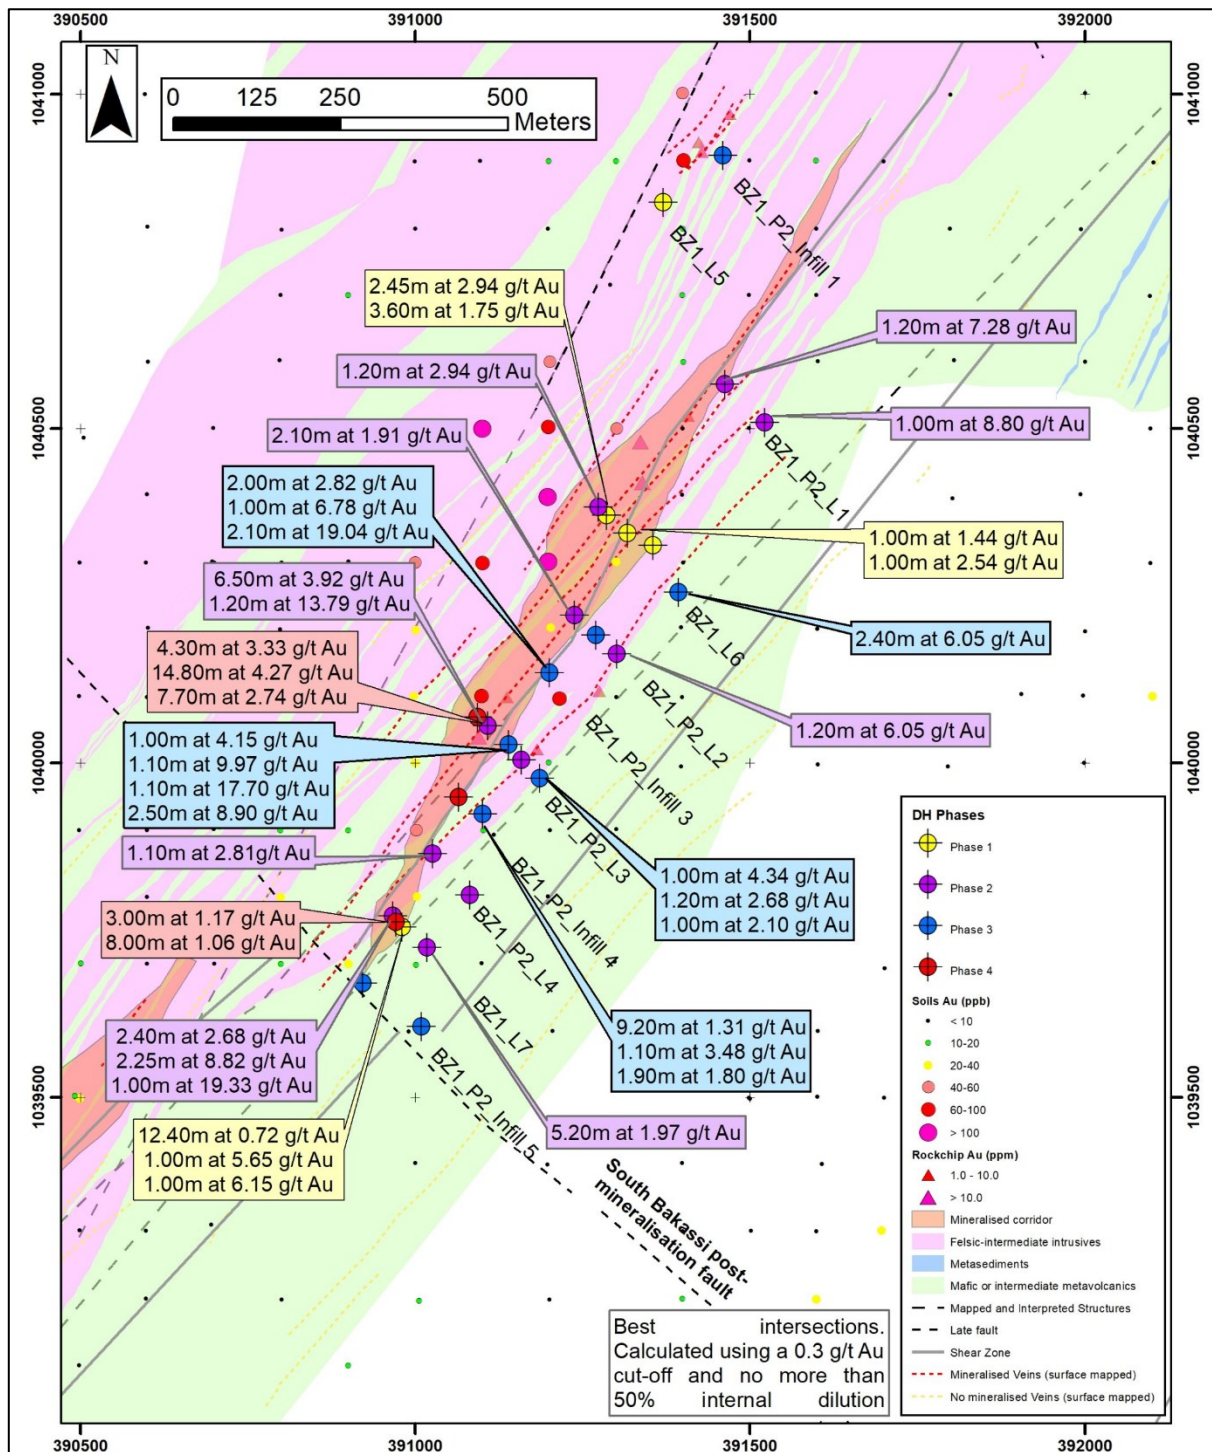 390500
391000
391500
392000
N
0 125 250 500
Meters
1041000
1041000
BZ1_P2_Infill 1
BZ1_L5
2.45m at 2.94 g/t Au
3.60m at 1.75 g/t Au
1.20m at 7.28 g/t Au
1.20m at 2.94 g/t Au
1.00m at 8.80 g/t Au
1040500
1040500
2.10m at 1.91 g/t Au
BZ1_P2_L1
2.00m at 2.82 g/t Au
1.00m at 6.78 g/t Au
2.10m at 19.04 g/t Au
1.00m at 1.44 g/t Au
1.00m at 2.54 g/t Au
6.50m at 3.92 g/t Au
1.20m at 13.79 g/t Au
BZ1_L6
2.40m at 6.05 g/t Au
4.30m at 3.33 g/t Au
14.80m at 4.27 g/t Au
7.70m at 2.74 g/t Au
BZ1_P2_L2
1.20m at 6.05 g/t Au
1040000
1040000
1.00m at 4.15 g/t Au
1.10m at 9.97 g/t Au
1.10m at 17.70 g/t Au
2.50m at 8.90 g/t Au
BZ1_P2_Infill 3
BZ1_P2_L3
1.10m at 2.81g/t Au
1.00m at 4.34 g/t Au
1.20m at 2.68 g/t Au
1.00m at 2.10 g/t Au
BZ1_P2_Infill 4
3.00m at 1.17 g/t Au
8.00m at 1.06 g/t Au
BZ1_P2_L4
BZ1_L7
2.40m at 2.68 g/t Au
2.25m at 8.82 g/t Au
1.00m at 19.33 g/t Au
9.20m at 1.31 g/t Au
1.10m at 3.48 g/t Au
1.90m at 1.80 g/t Au
BZ1_P2_Infill_5
1039500
1039500
12.40m at 0.72 g/t Au
1.00m at 5.65 g/t Au
1.00m at 6.15 g/t Au
5.20m at 1.97 g/t Au
South Bakassi post-
mineralisation fault
Best intersections.
Calculated using a 0.3 g/t Au
cut-off and no more than
50% internal dilution
DH Phases
Phase 1
Phase 2
Phase 3
Phase 4
Soils Au (ppb)
< 10
10-20
20-40
40-60
60-100
> 100
Rockchip Au (ppm)
1.0 - 10.0
> 10.0
Mineralised corridor
Felsic-intermediate intrusives
Metasediments
Mafic or intermediate metavolcanics
Mapped and Interpreted Structures
Late fault
Shear Zone
Mineralised Veins (surface mapped)
No mineralised Veins (surface mapped)
390500
391000
391500
392000